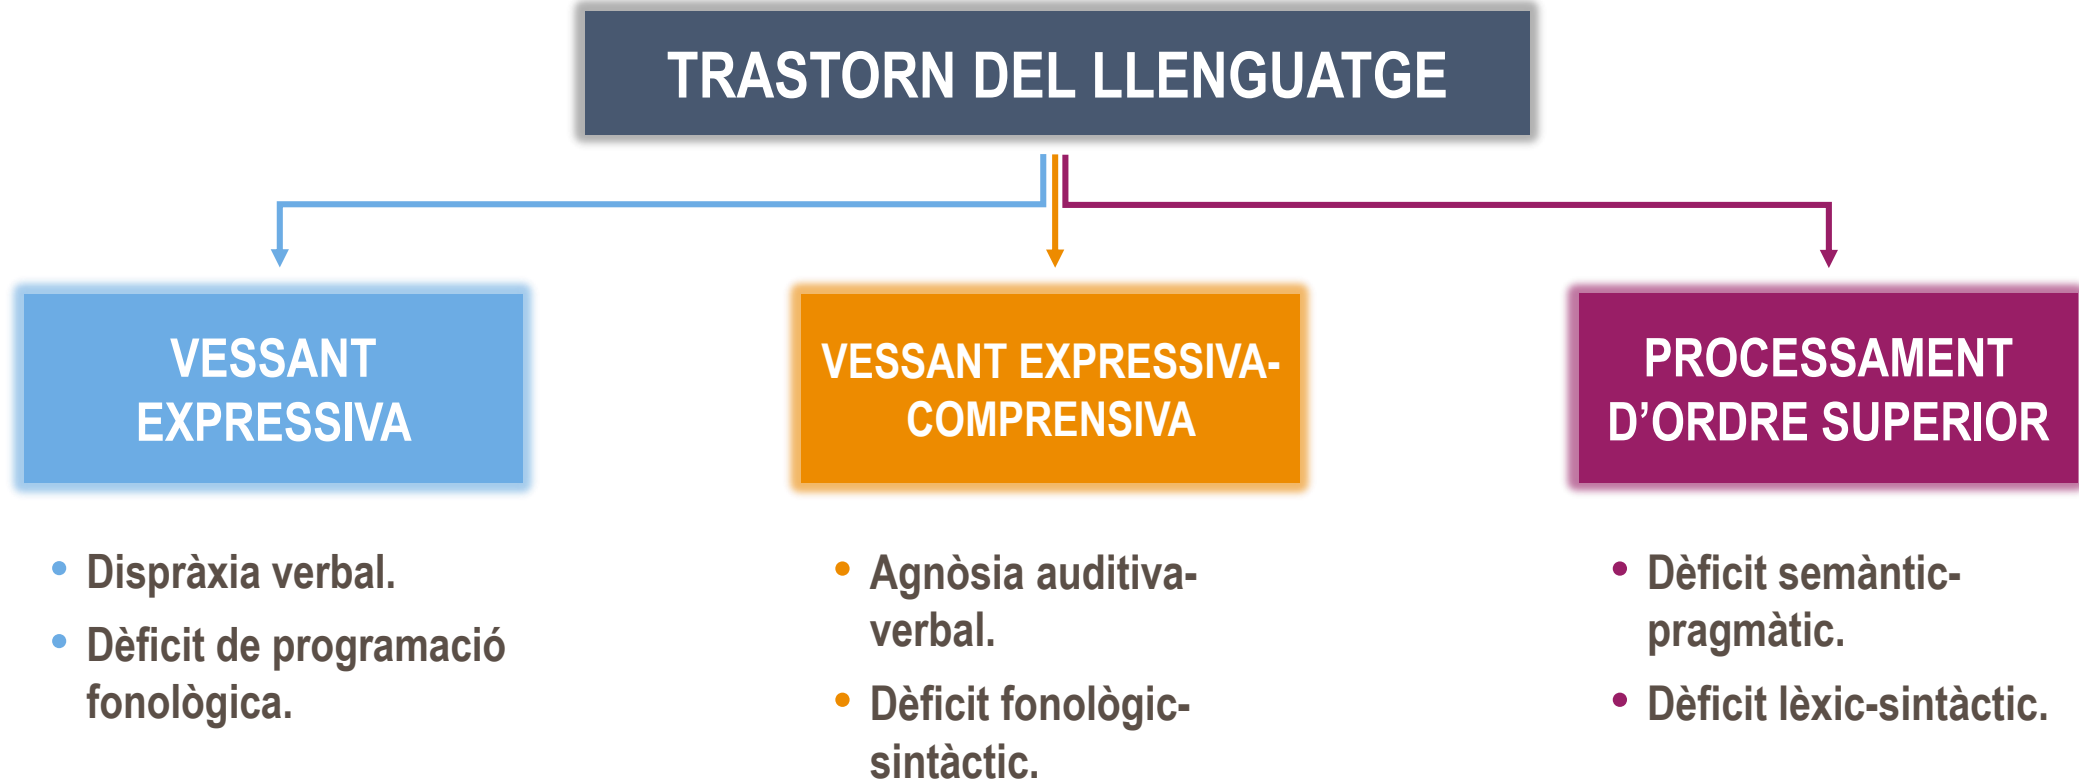 TRASTORN DEL LLENGUATGE
VESSANT
EXPRESSIVA
• Dispràxia verbal.
• Dèficit de programació
fonològica.
VESSANT EXPRESSIVA-
COMPRENSIVA
• Agnòsia auditiva-
verbal.
• Dèficit fonològic-
sintàctic.
PROCESSAMENT
D’ORDRE SUPERIOR
• Dèficit semàntic-
pragmàtic.
• Dèficit lèxic-sintàctic.